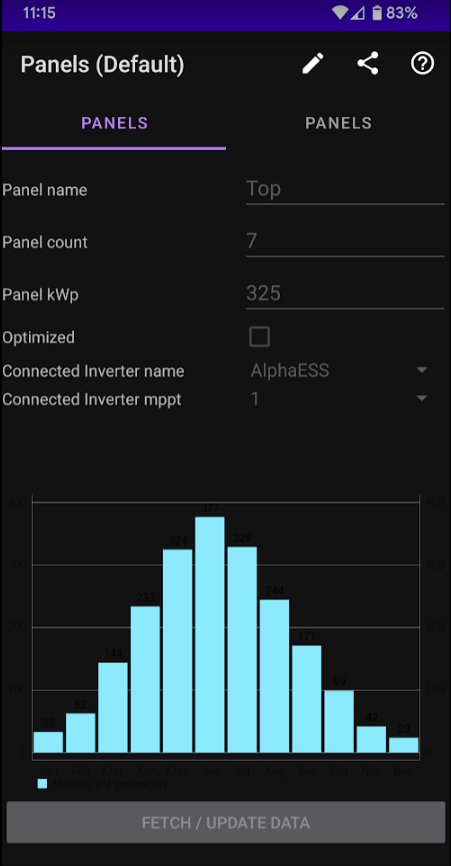 11:15 83%
Panels (Default)
PANELS PANELS
Panel name Top
Panel count 7
Panel kWp 325
Optimized
Connected Inverter name AlphaESS
Connected Inverter mppt 1
400 377 400
324 329
300 300
233 244
200 200
171
144
100 99 100
62
33 42 23
0 0
Jan Feb Mar Apr May Jun Jul Aug Sep Oct Nov Dec
Monthly PV generation
FETCH / UPDATE DATA